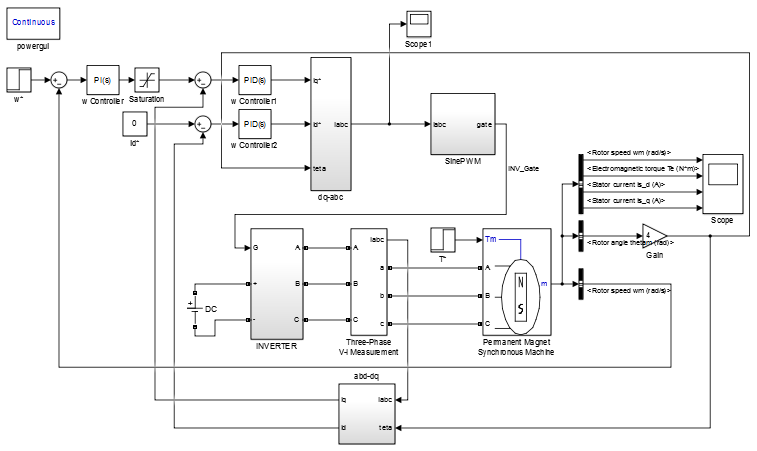 Continuous
powergui
Scope1
w*
PI(s)
w Controller
Saturation
PID(s)
w Controller1
0
Id*
PID(s)
w Controller2
Iq*
Id*
teta
Iabc
dq-abc
Iabc
gate
SinePWM
INV_Gate
<Rotor speed wm (rad/s)>
<Electromagnetic torque Te (N*m)>
<Stator current is_d (A)>
<Stator current is_q (A)>
Scope
<Rotor angle thetam (rad)>
4
Gain
<Rotor speed wm (rad/s)>
DC
G
+
-
A
B
C
INVERTER
Iabc
A
B
C
a
b
c
Three-Phase
V-I Measurement
T*
Tm
A
B
C
N
S
m
Permanent Magnet
Synchronous Machine
abd-dq
Iq
Id
Iabc
teta